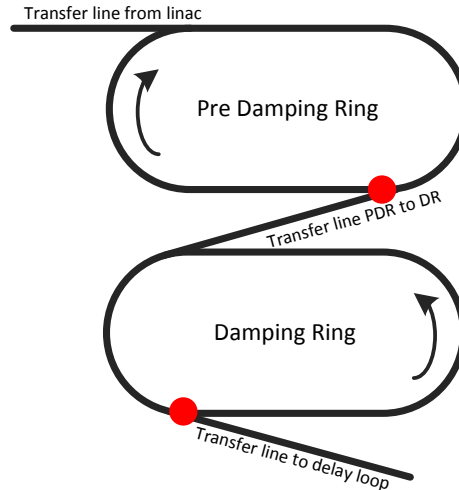 Transfer line from linac
Pre Damping Ring
Transfer line PDR to DR
Damping Ring
Transfer line to delay loop